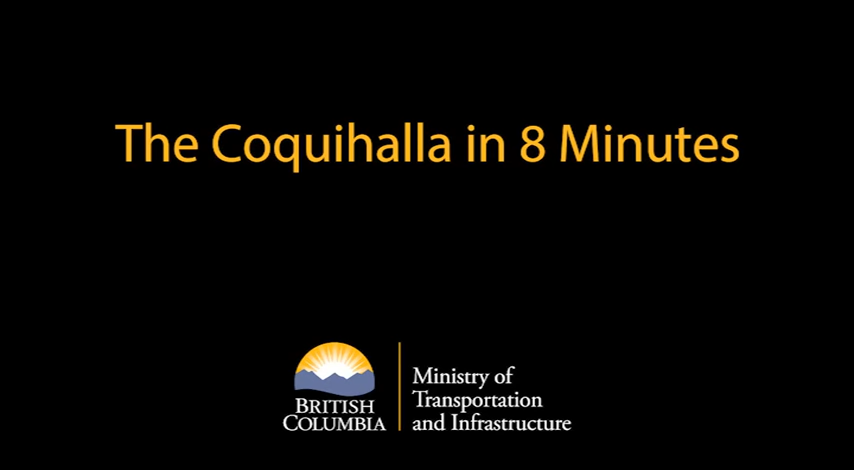 The Coquihalla in 8 Minutes
BRITISH
COLUMBIA
Ministry of
Transportation
and Infrastructure